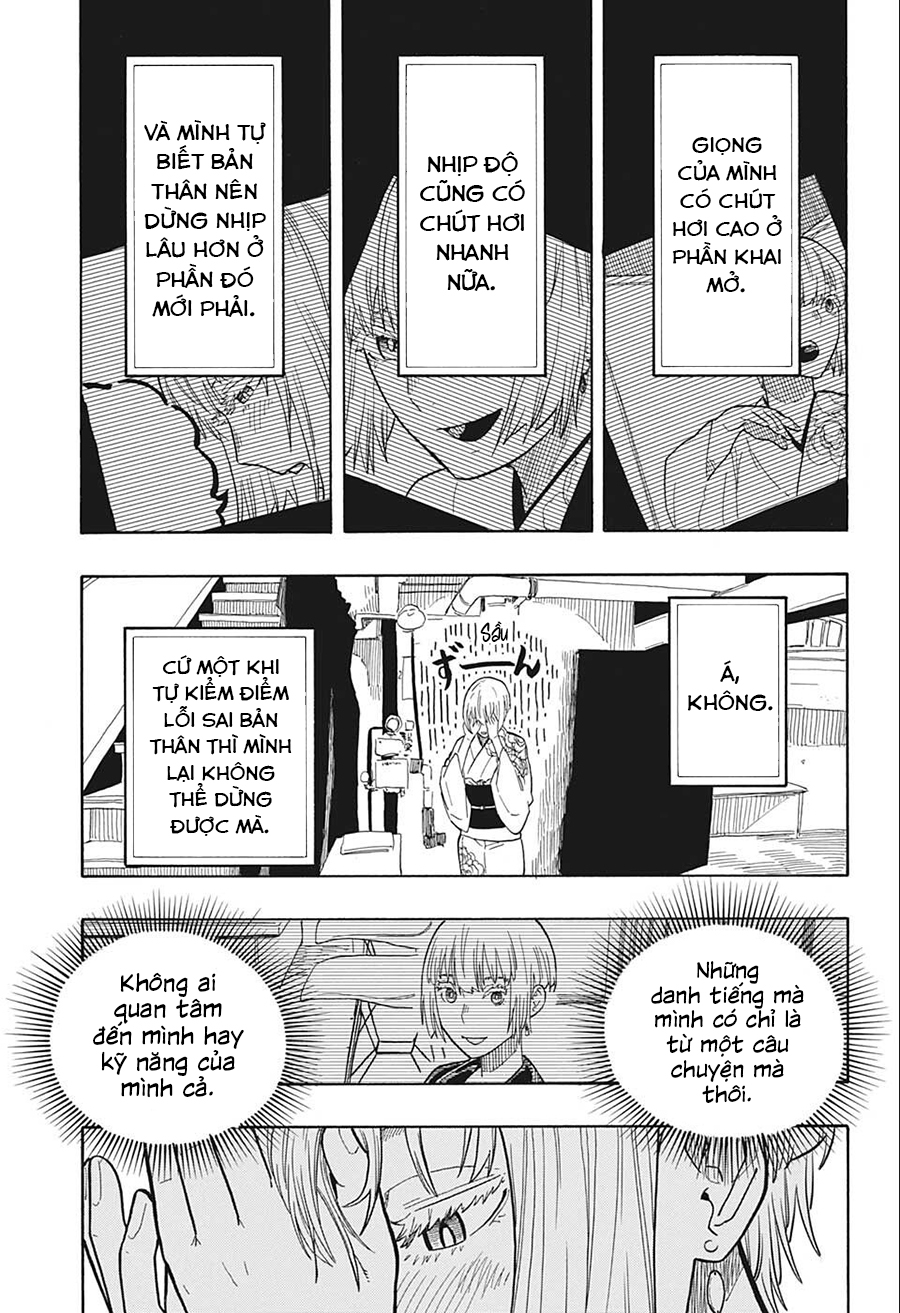 GIỌNG
CỦA MÌNH
CÓ CHÚT
HƠI CAO Ở
PHẦN KHAI
MỞ.
NHỊP ĐỘ
CŨNG CÓ
CHÚT HƠI
NHANH
NỮA.
VÀ MÌNH TỰ
BIẾT BẢN
THÂN NÊN
DỪNG NHỊP
LÂU HƠN Ở
PHẦN ĐÓ
MỚI PHẢI.
Á,
KHÔNG.
Sầu
ずーん
CỨ MỘT KHI
TỰ KIỂM ĐIỂM
LỖI SAI BẢN
THÂN THÌ MÌNH
LẠI KHÔNG
THỂ DỪNG
ĐƯỢC MÀ.
Những
danh tiếng mà
mình có chỉ là
từ một câu
chuyện mà
thôi.
Không ai
quan tâm
đến mình hay
kỹ năng của
mình cả.